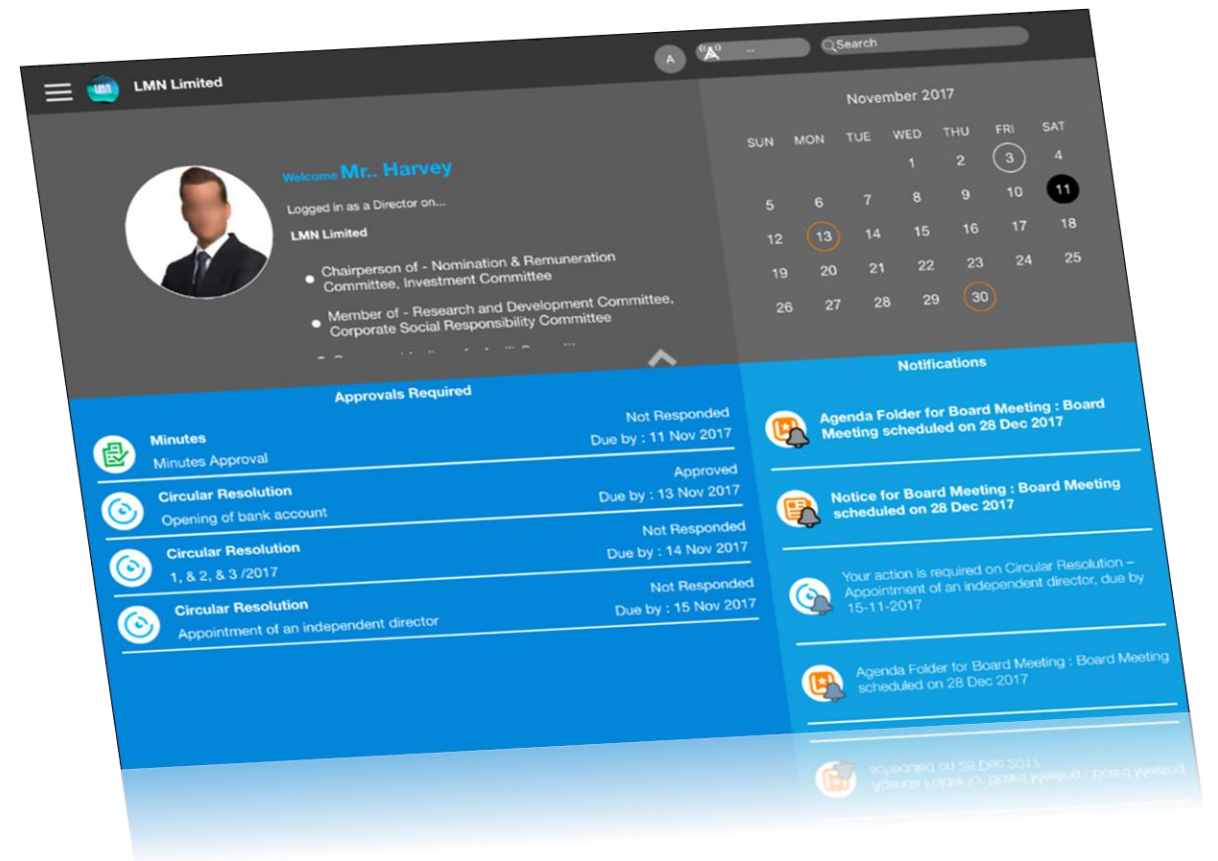 LMN Limited
A
--
Search
Welcome Mr.. Harvey
Logged in as a Director on...
LMN Limited
Chairperson of - Nomination & Remuneration
Committee, Investment Committee
Member of - Research and Development Committee,
Corporate Social Responsibility Committee
November 2017
SUN MON TUE WED THU FRI SAT
1 2 3 4
5 6 7 8 9 10 11
12 13 14 15 16 17 18
19 20 21 22 23 24 25
26 27 28 29 30
Approvals Required
Minutes
Not Responded
Minutes Approval
Due by : 11 Nov 2017
Circular Resolution
Approved
Opening of bank account
Due by : 13 Nov 2017
Circular Resolution
Not Responded
1, & 2, & 3 /2017
Due by : 14 Nov 2017
Circular Resolution
Not Responded
Appointment of an independent director
Due by : 15 Nov 2017
Notifications
Agenda Folder for Board Meeting : Board
Meeting scheduled on 28 Dec 2017
Notice for Board Meeting : Board Meeting
scheduled on 28 Dec 2017
Your action is required on Circular Resolution –
Appointment of an independent director, due by
15-11-2017
Agenda Folder for Board Meeting : Board Meeting
scheduled on 28 Dec 2017